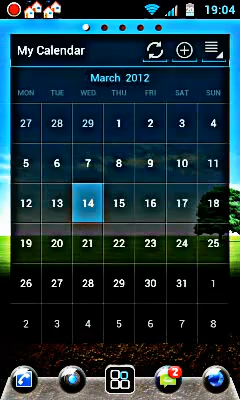 19:04
My Calendar
March 2012
MON TUE WED THU FRI SAT SUN
27 28 29 1 2 3 4
5 6 7 8 9 10 11
12 13 14 15 16 17 18
19 20 21 22 23 24 25
26 27 28 29 30 31 1
2 3 4 5 6 7 8
2